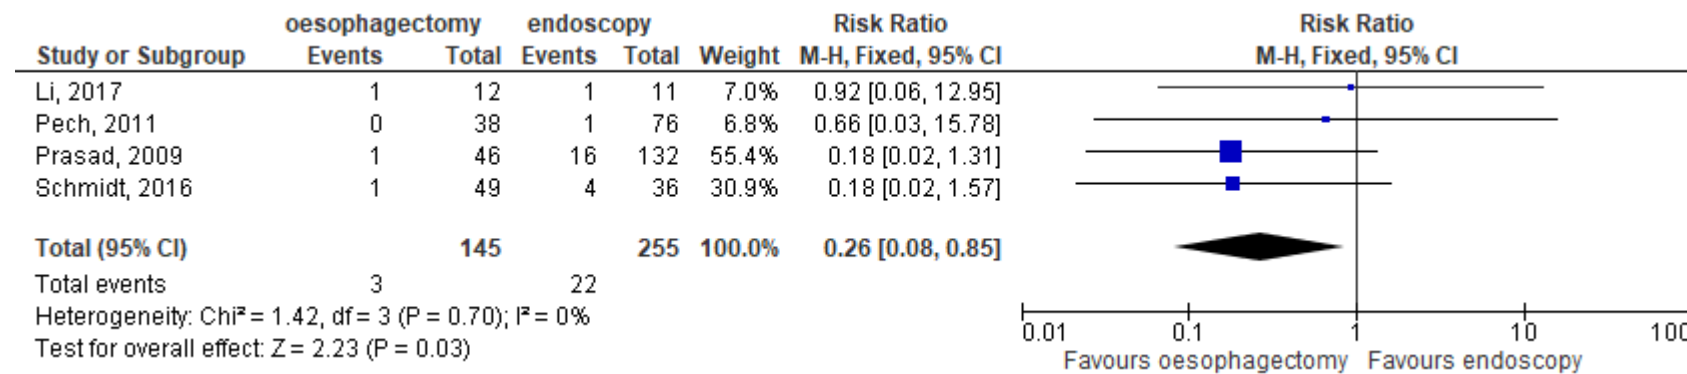 oesophagectomy endoscopy Risk Ratio Risk Ratio
Study or Subgroup Events Total Events Total Weight M-H, Fixed, 95% CI M-H, Fixed, 95% CI
Li, 2017 1 12 1 11 7.0% 0.92 [0.06, 12.95]
Pech, 2011 0 38 1 76 6.8% 0.66 [0.03, 15.78]
Prasad, 2009 1 46 16 132 55.4% 0.18 [0.02, 1.31]
Schmidt, 2016 1 49 4 36 30.9% 0.18 [0.02, 1.57]
Total (95% CI) 145 255 100.0% 0.26 [0.08, 0.85]
Total events 3 22
Heterogeneity: Chi² = 1.42, df = 3 (P = 0.70); I² = 0%
Test for overall effect: Z = 2.23 (P = 0.03)
0.01 0.1 1 10 100
Favours oesophagectomy Favours endoscopy